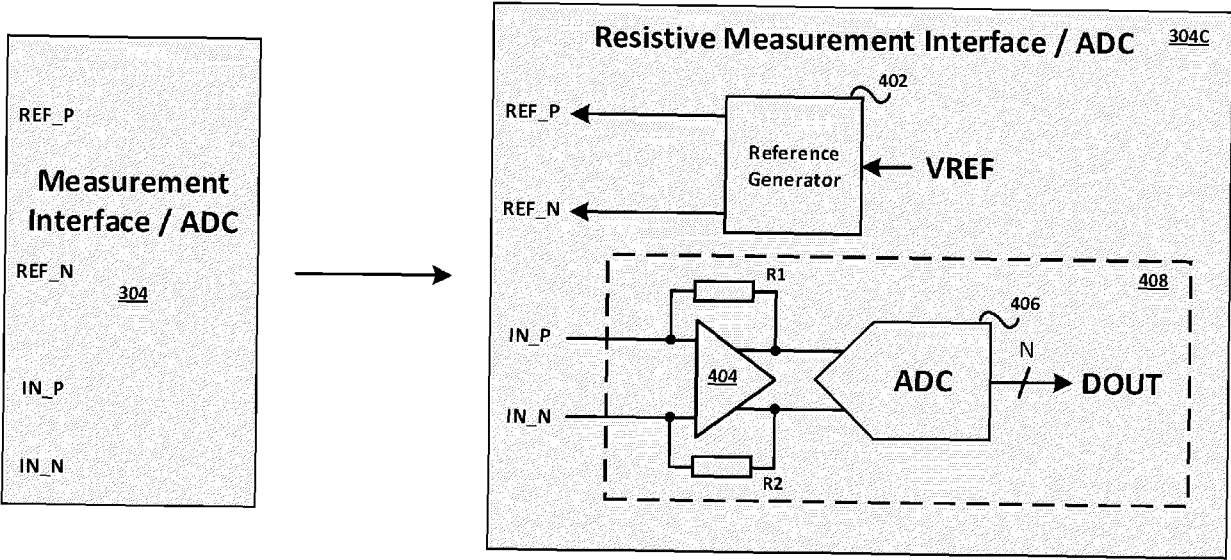 REF_P
Measurement
Interface / ADC
REF_N
304
IN_P
IN_N
Resistive Measurement Interface / ADC
304C
402
REF_P
Reference
Generator
VREF
REF_N
408
R1
406
IN_P
404
ADC
N
DOUT
IN_N
R2